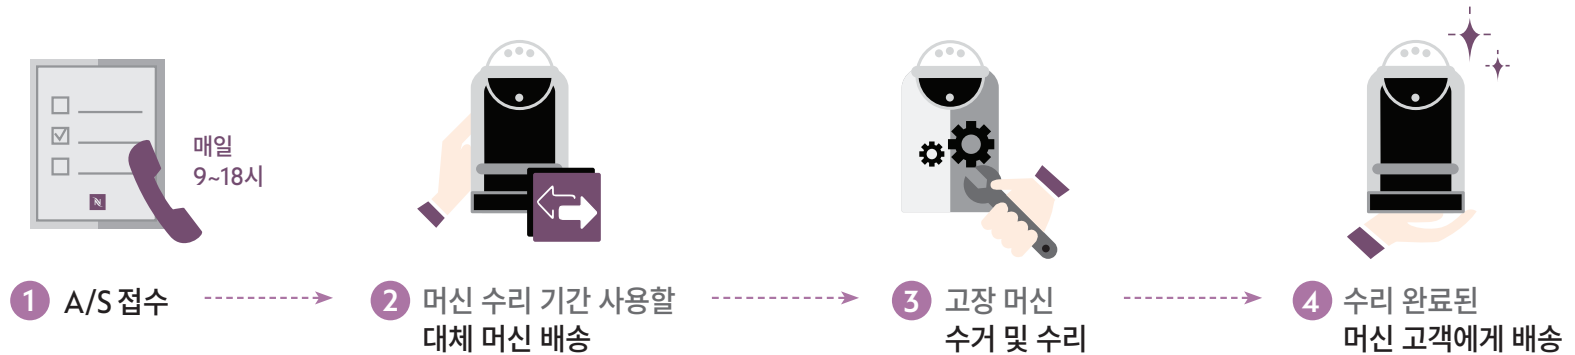 매일
9~18시
1 A/S 접수
2 머신 수리 기간 사용할
대체 머신 배송
3 고장 머신
수거 및 수리
4 수리 완료된
머신 고객에게 배송